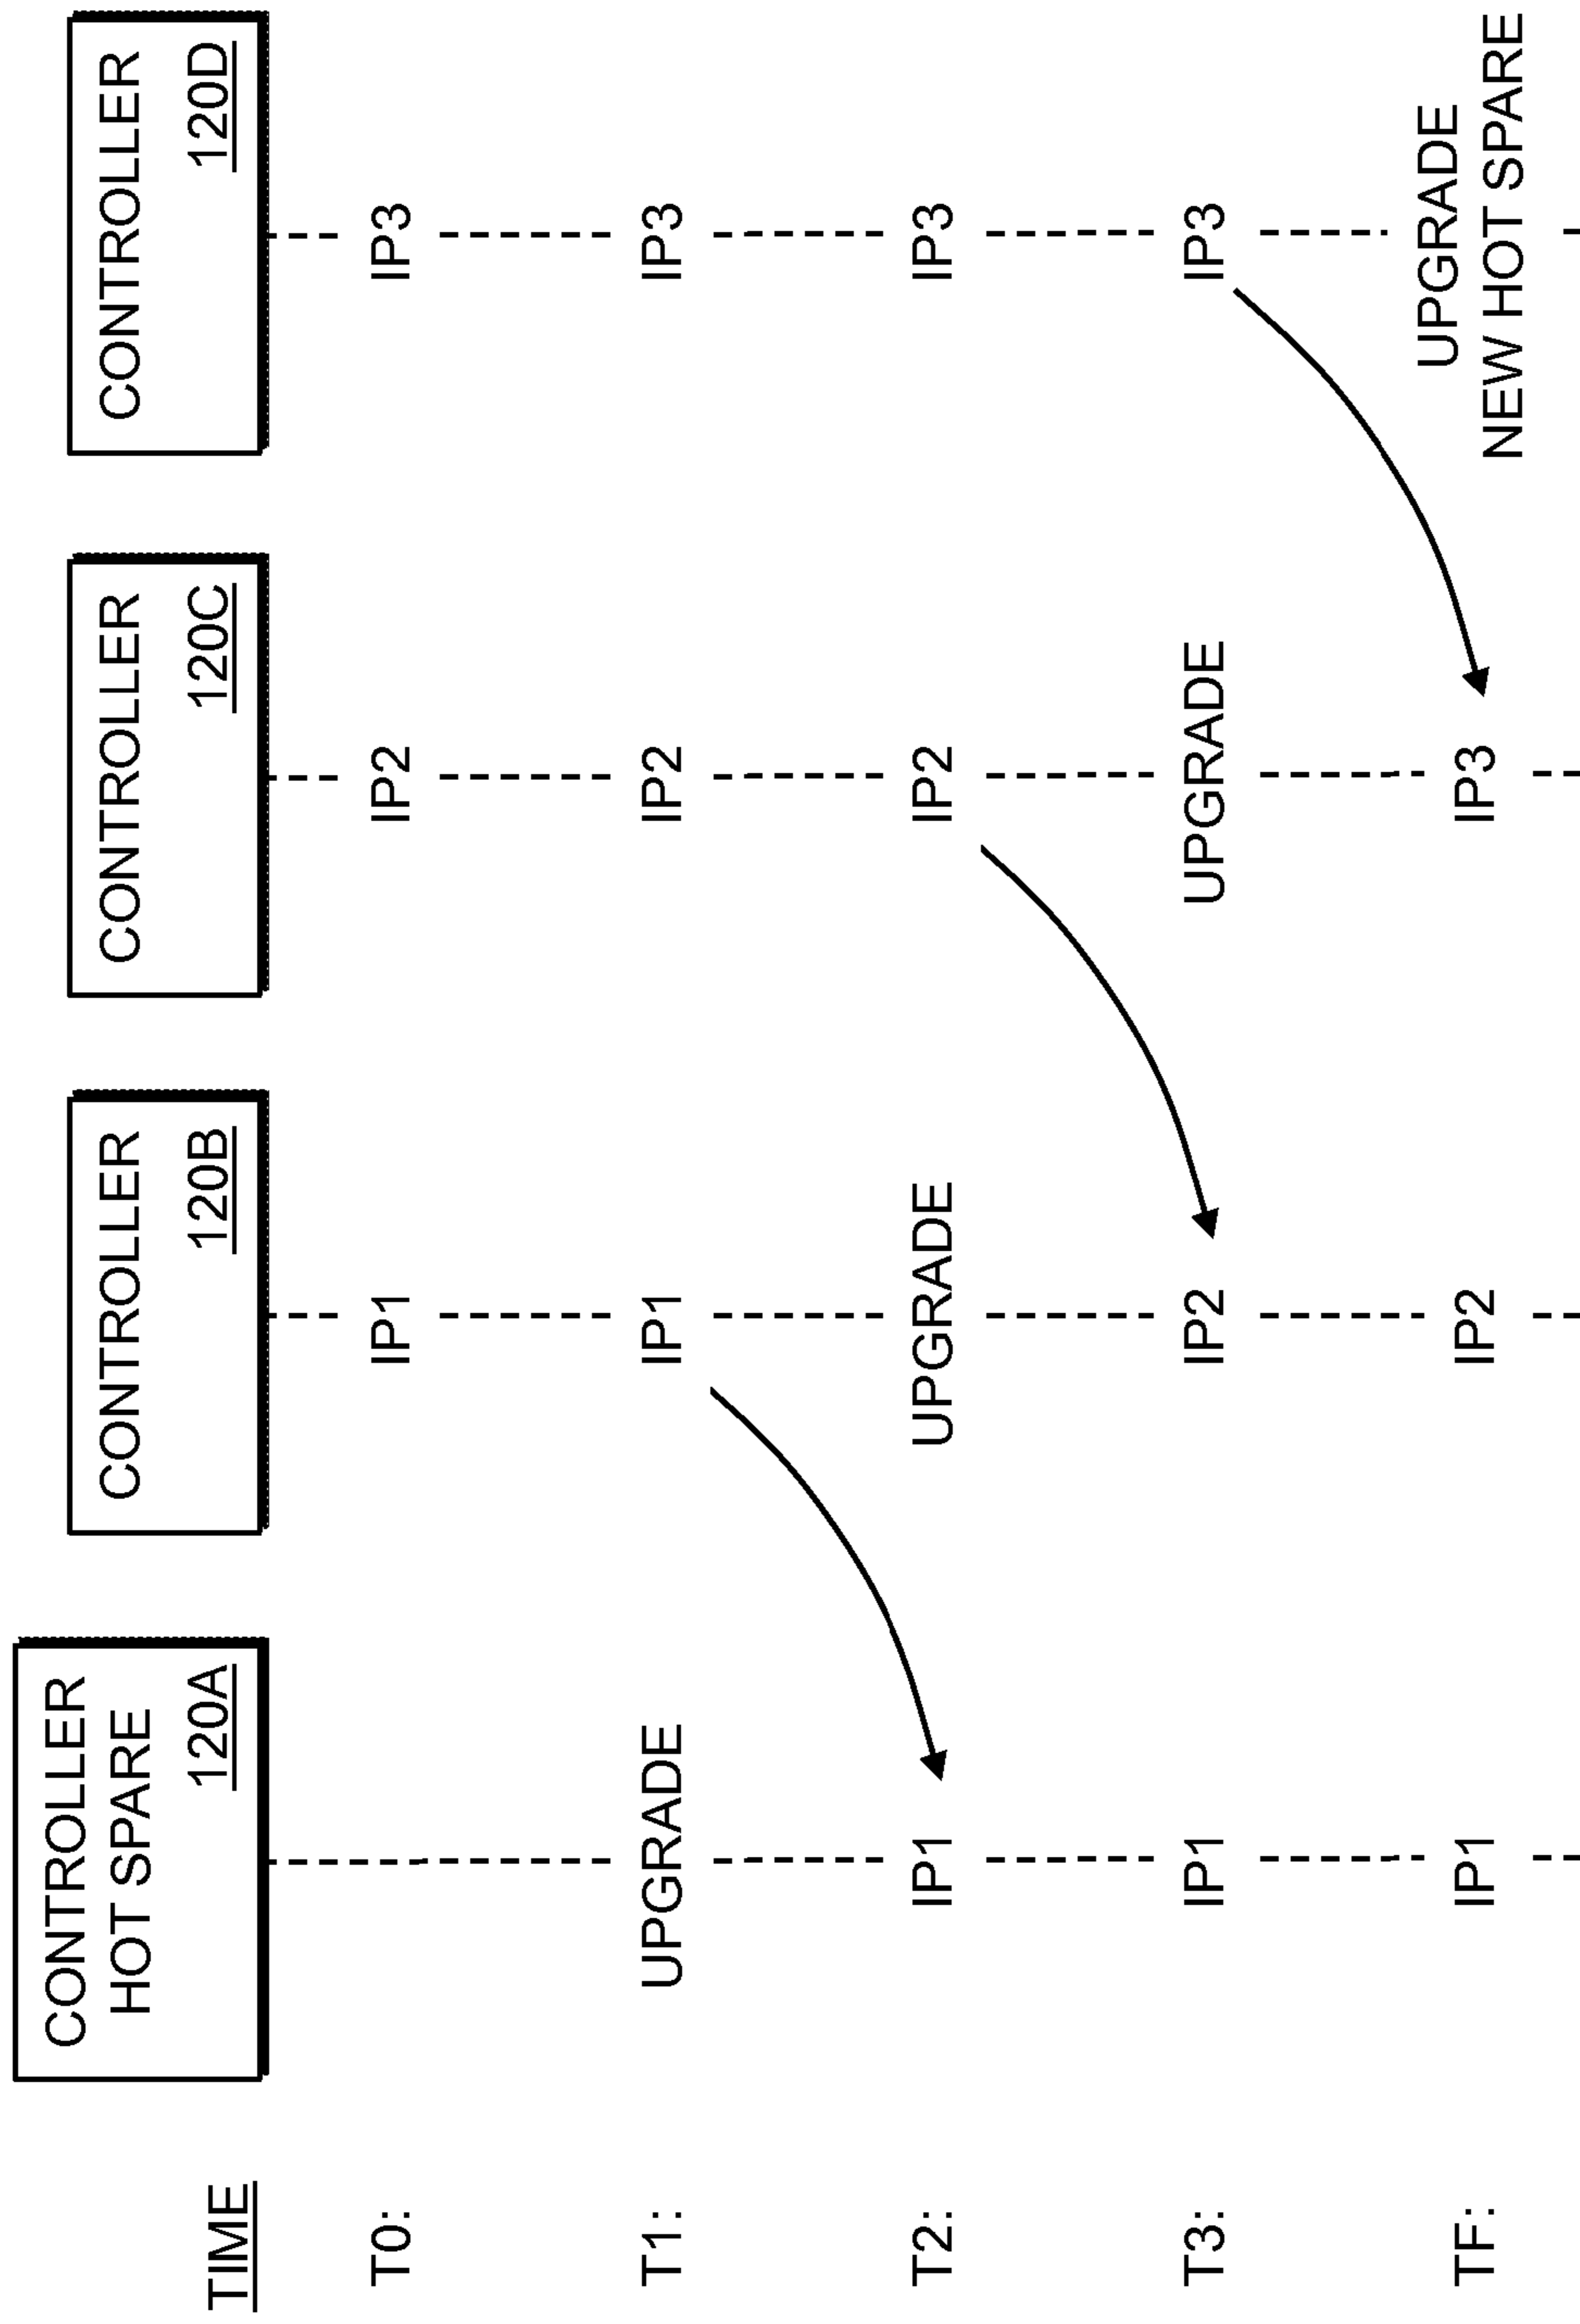 CONTROLLER
HOT SPARE
120A
CONTROLLER
120B
CONTROLLER
120C
CONTROLLER
120D
TIME
T0:
IP1
IP2
IP3
T1:
UPGRADE
IP1
IP2
IP3
T2:
IP1
UPGRADE
IP2
IP3
T3:
IP1
IP2
UPGRADE
IP3
TF:
IP1
IP2
IP3
UPGRADE
NEW HOT SPARE